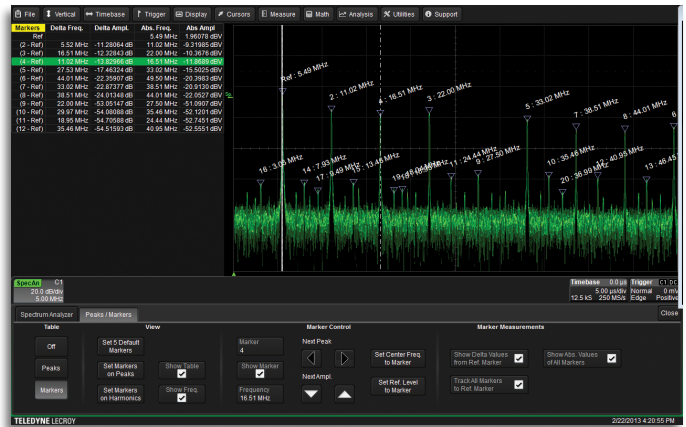 File Vertical Timebase Trigger Display Cursors Measure Math Analysis Utilities Support
Markers Delta Freq. Delta Ampl. Abs. Freq. Abs Ampl
Ref 5.49 MHz 1.96078 dBV
(2 - Ref) 5.52 MHz -11.28064 dB 11.02 MHz -9.31985 dBV
(3 - Ref) 16.51 MHz -12.32843 dB 22.00 MHz -10.3676 dBV
(4 - Ref) 11.02 MHz -13.82966 dB 16.51 MHz -11.8689 dBV
(5 - Ref) 27.53 MHz -17.46324 dB 33.02 MHz -15.5025 dBV
(6 - Ref) 44.01 MHz -22.35907 dB 49.50 MHz -20.3983 dBV
(7 - Ref) 33.02 MHz -22.87377 dB 38.51 MHz -20.9130 dBV
(8 - Ref) 38.51 MHz -24.01348 dB 44.01 MHz -22.0527 dBV
(9 - Ref) 22.00 MHz -53.05147 dB 27.50 MHz -51.0907 dBV
(10 - Ref) 29.97 MHz -54.08088 dB 35.46 MHz -52.1201 dBV
(11 - Ref) 18.95 MHz -54.70588 dB 24.44 MHz -52.7451 dBV
(12 - Ref) 35.46 MHz -54.51593 dB 40.95 MHz -52.5551 dBV
Ref : 5.49 MHz
2 : 11.02 MHz
4 : 16.51 MHz
3 : 22.00 MHz
5 : 33.02 MHz
7 : 38.51 MHz
8 : 44.01 MHz
6
14 : 7.93 MHz
17 : 9.49 MHz
11 : 24.44 MHz
9 : 27.50 MHz
10 : 35.46 MHz
20 : 36.99 MHz
12 : 40.95 MHz
13 : 46.45
SpecAn C1
20.0 dB/div
5.00 MHz
Timebase 0.0 µs Trigger C1 DC
5.00 µs/div Normal 0 mV
12.5 kS 250 MS/s Edge Positive
Spectrum Analyzer Peaks / Markers Close
Table View Marker Control Marker Measurements
Off Set 5 Default Markers Marker 4 Next Peak
Peaks Set Markers on Peaks Show Table Show Marker Set Center Freq. to Marker Show Delta Values from Ref. Marker Show Abs. Values of All Markers
Next Ampl.
Markers Set Markers on Harmonics Show Freq. Frequency 16.51 MHz Set Ref. Level to Marker Track All Markers to Ref. Marker
TELEDYNE LECROY 2/22/2013 4:20:55 PM